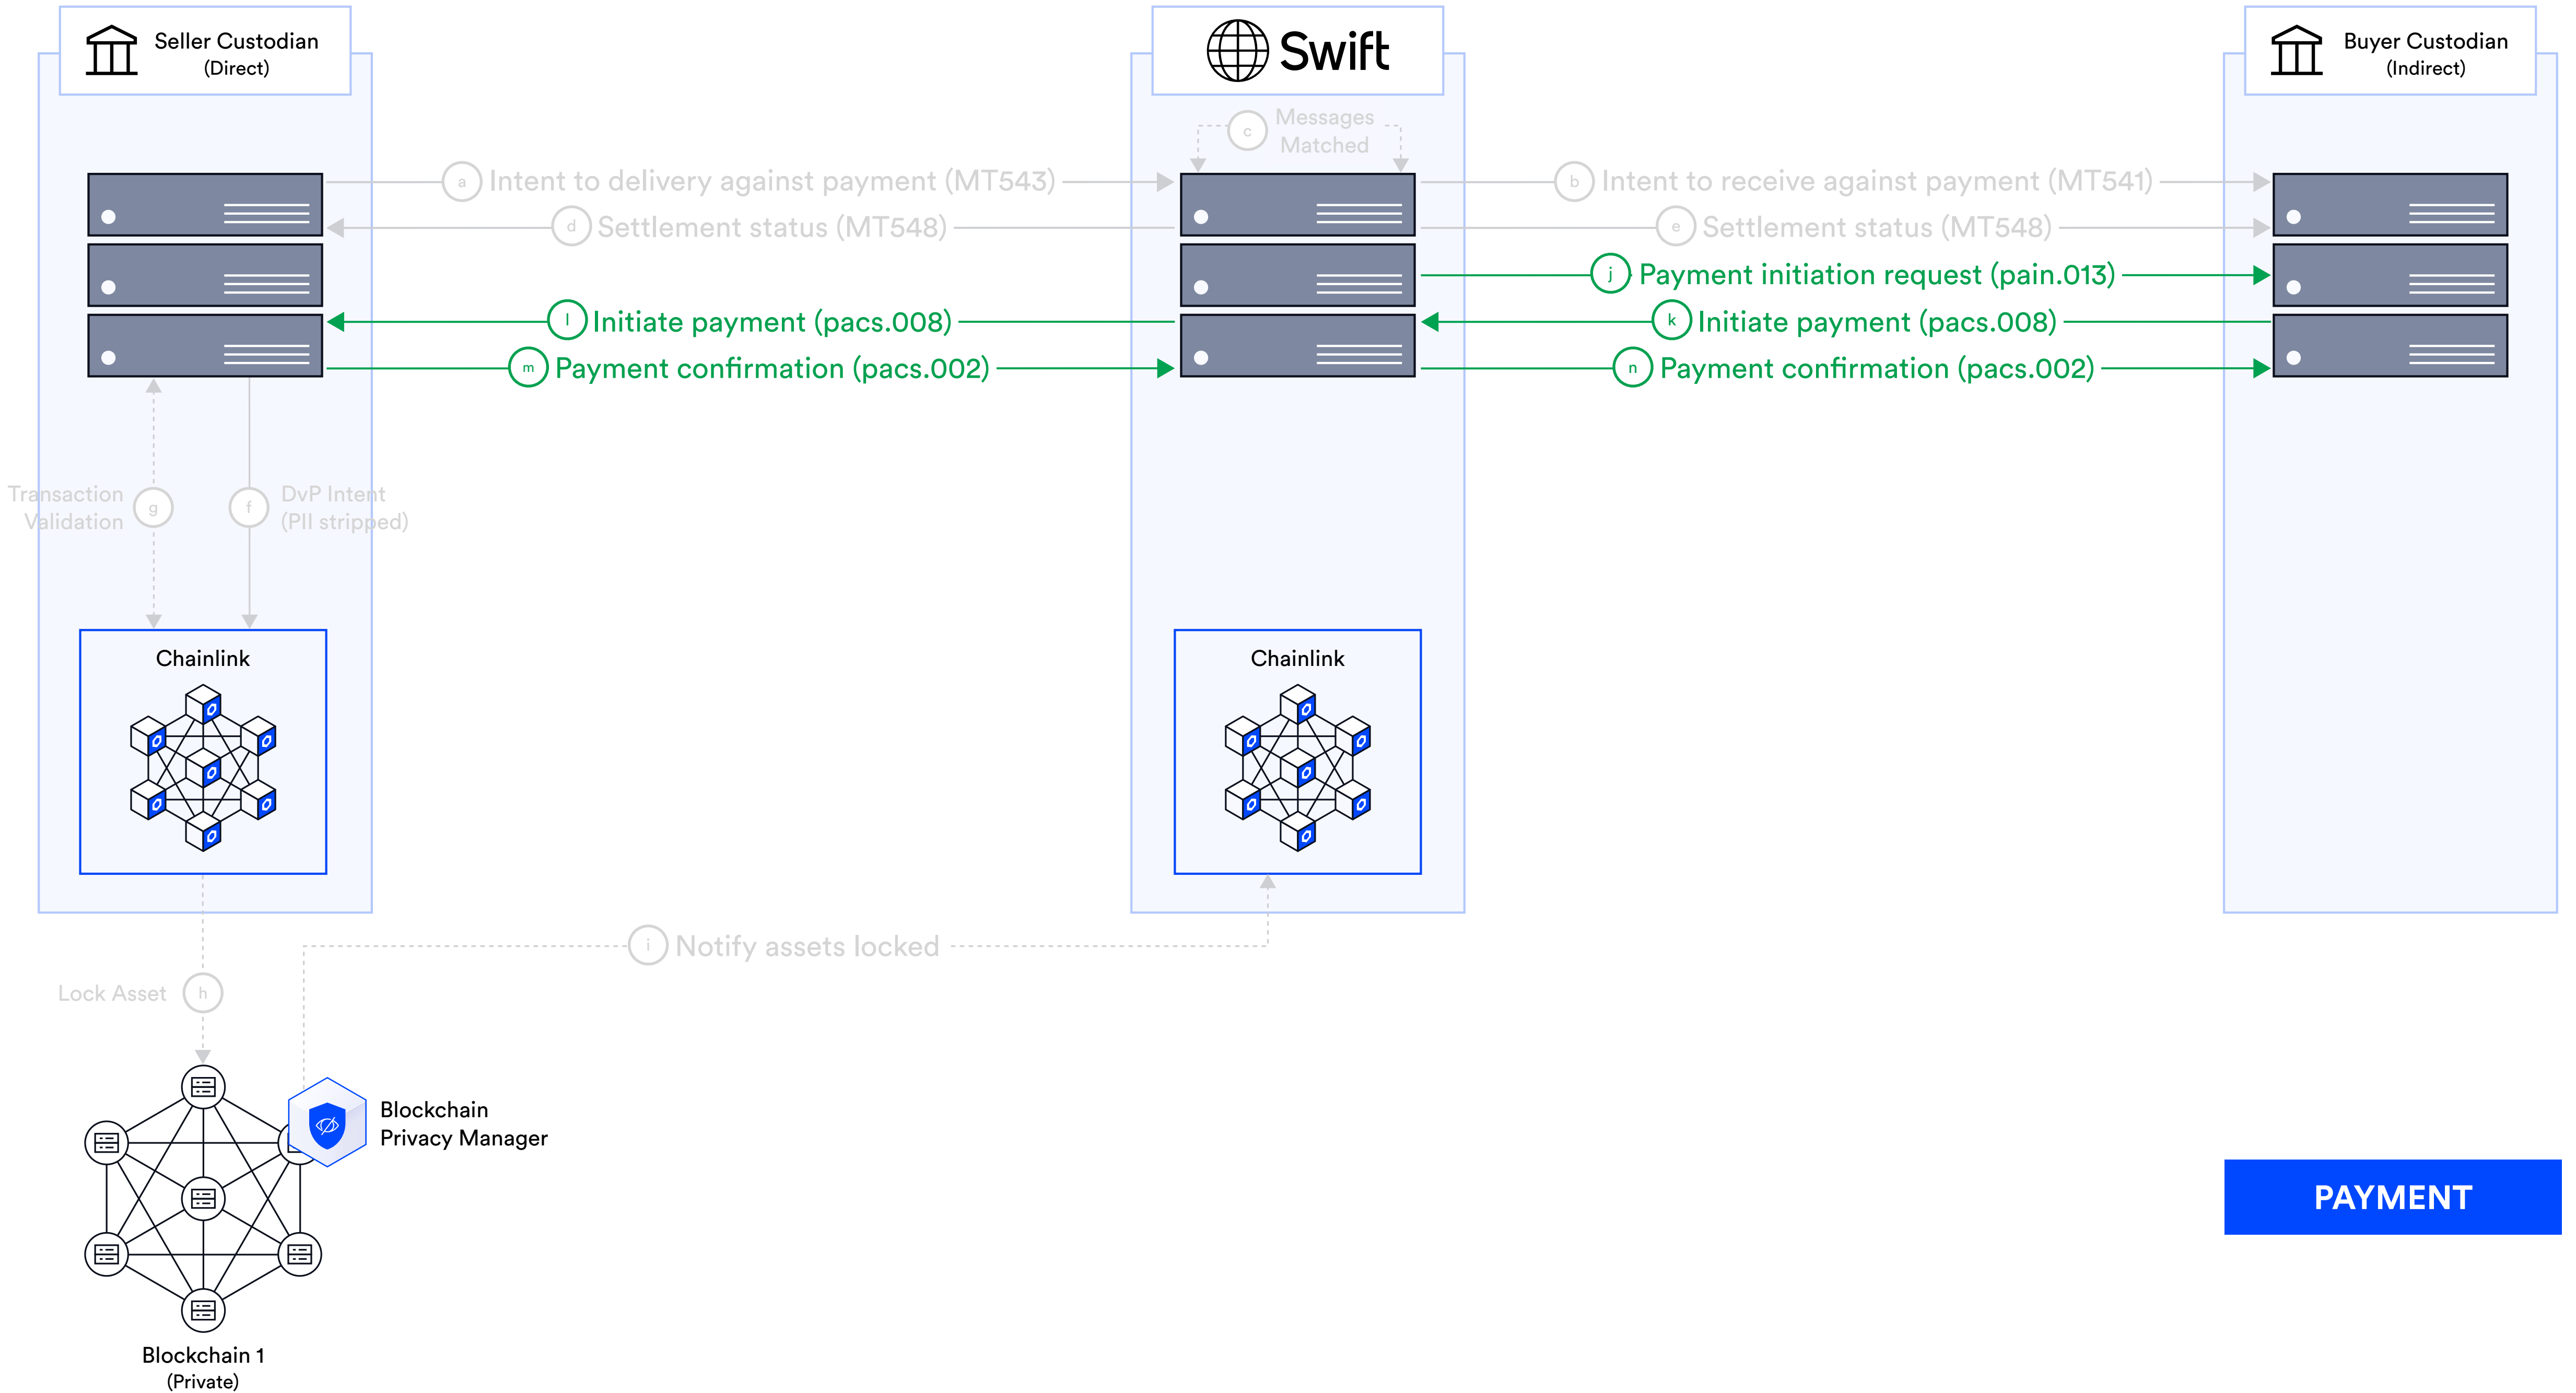 Seller Custodian
(Direct)
Swift
Buyer Custodian
(Indirect)
c
Messages
Matched
a Intent to delivery against payment (MT543)
b Intent to receive against payment (MT541)
d Settlement status (MT548)
e Settlement status (MT548)
j Payment initiation request (pain.013)
l Initiate payment (pacs.008)
k Initiate payment (pacs.008)
m Payment confirmation (pacs.002)
n Payment confirmation (pacs.002)
Transaction
Validation
g
f
DvP Intent
(PII stripped)
Chainlink
Chainlink
i Notify assets locked
Lock Asset h
Blockchain
Privacy Manager
PAYMENT
Blockchain 1
(Private)